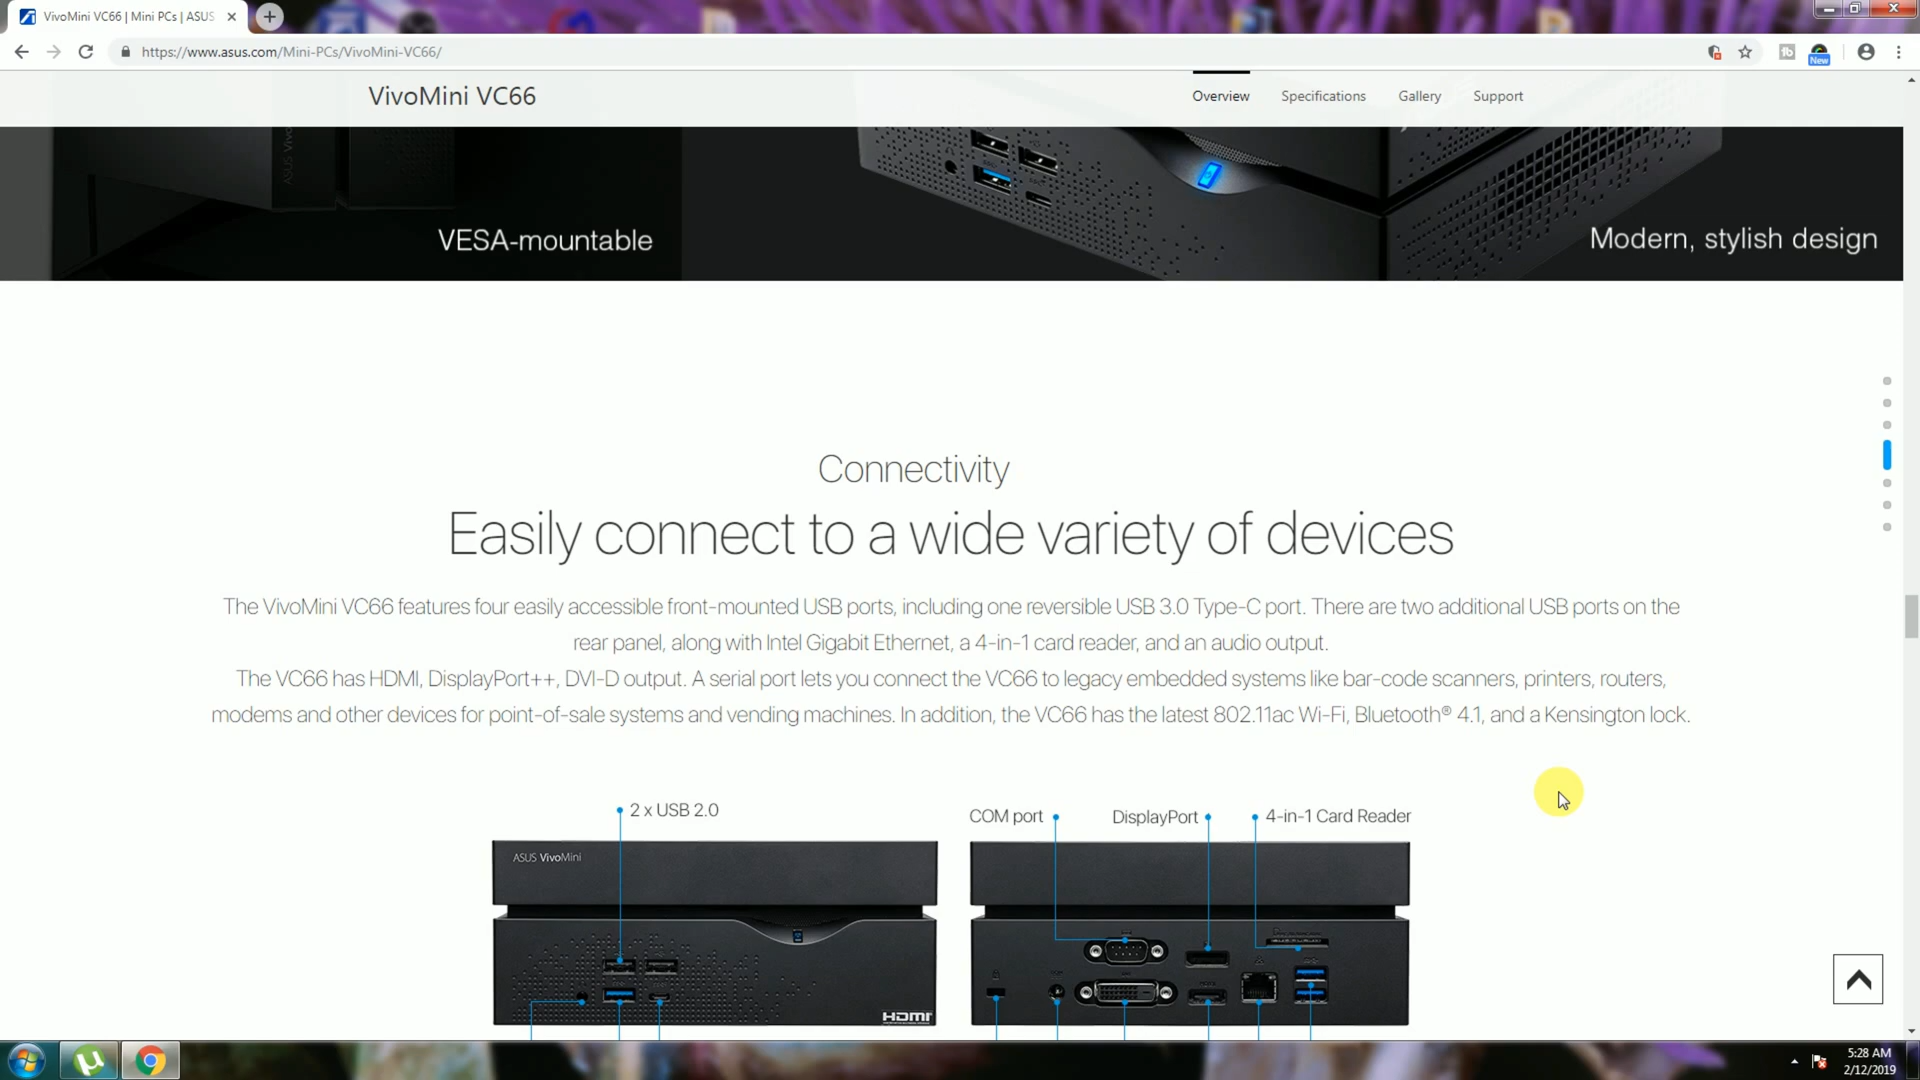 VivoMini VC66 | Mini PCs | ASUS
https://www.asus.com/Mini-PCs/VivoMini-VC66/
New
VivoMini VC66
Overview
Specifications
Gallery
Support
VESA-mountable
Modern, stylish design
Connectivity
Easily connect to a wide variety of devices
The VivoMini VC66 features four easily accessible front-mounted USB ports, including one reversible USB 3.0 Type-C port. There are two additional USB ports on the
rear panel, along with Intel Gigabit Ethernet, a 4-in-1 card reader, and an audio output.
The VC66 has HDMI, DisplayPort++, DVI-D output. A serial port lets you connect the VC66 to legacy embedded systems like bar-code scanners, printers, routers,
modems and other devices for point-of-sale systems and vending machines. In addition, the VC66 has the latest 802.11ac Wi-Fi, Bluetooth® 4.1, and a Kensington lock.
2 x USB 2.0
COM port
DisplayPort
4-in-1 Card Reader
ASUS VivoMini
HDMI
5:28 AM
2/12/2019